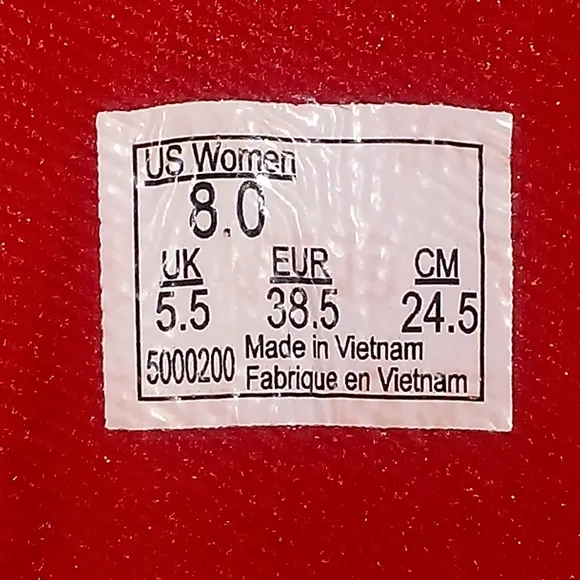 US Women
8.0
UK EUR CM
5.5 38.5 24.5
5000200 Made in Vietnam
Fabrique en Vietnam